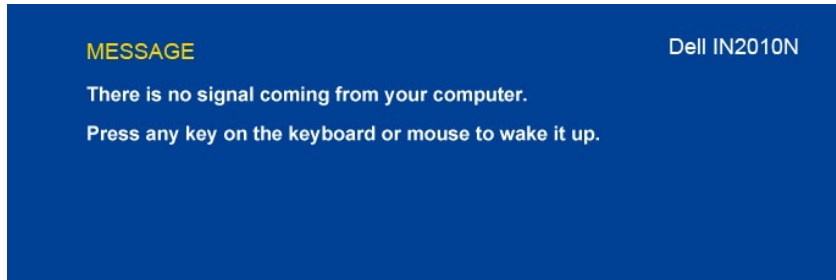 MESSAGE
Dell IN2010N
There is no signal coming from your computer.
Press any key on the keyboard or mouse to wake it up.